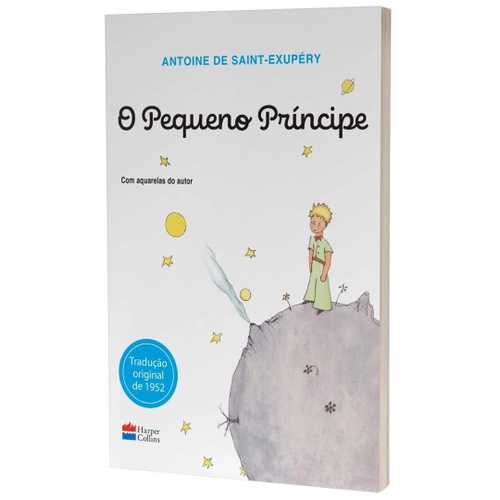 ANTOINE DE SAINT-EXUPÉRY
O Pequeno Príncipe
Com aquarelas do autor
Tradução
original
de 1952
Harper
Collins